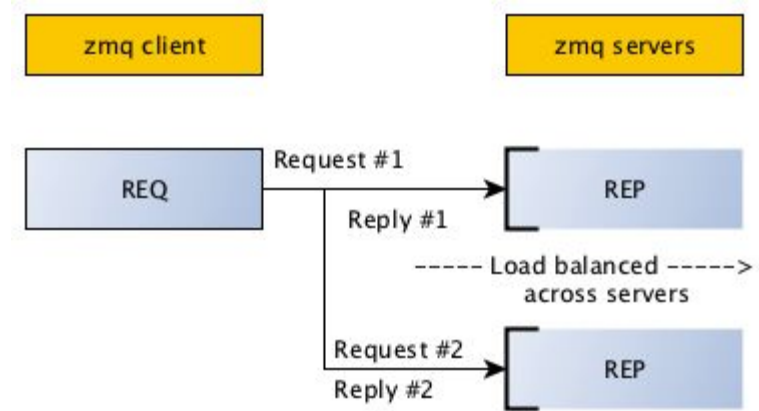 zmq client
zmq servers
Request #1
REQ
REP
Reply #1
----- Load balanced ----->
across servers
Request #2
REP
Reply #2